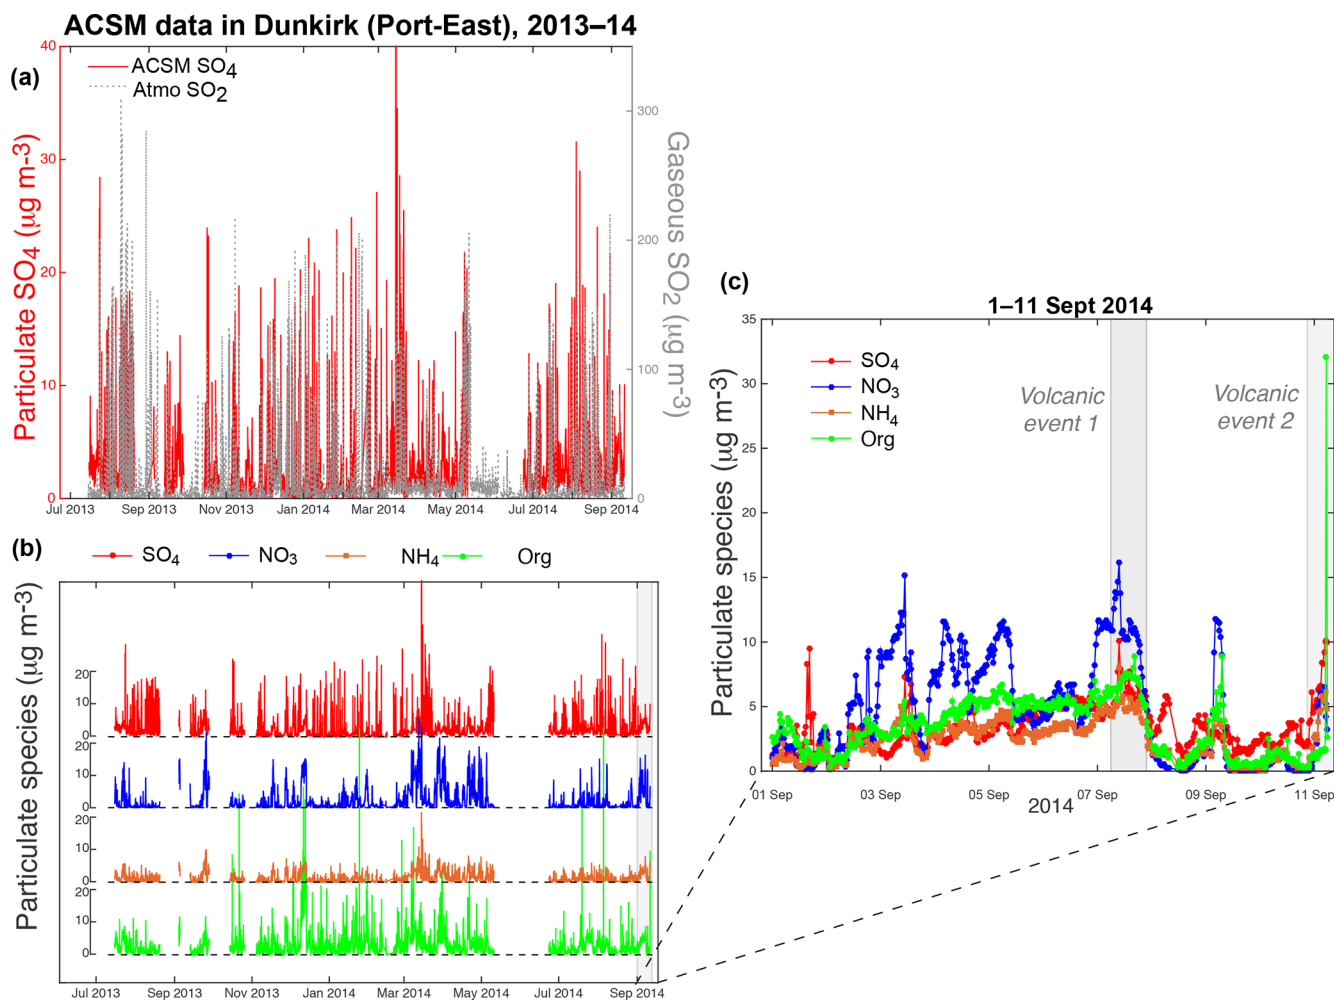 ACSM data in Dunkirk (Port-East), 2013–14
(a)
ACSM SO4
Atmo SO2
Particulate SO4 (µg m-3)
40
30
20
10
0
Gaseous SO2 (µg m-3)
300
200
100
0
Jul 2013 Sep 2013 Nov 2013 Jan 2014 Mar 2014 May 2014 Jul 2014 Sep 2014
(b)
SO4 NO3 NH4 Org
Particulate species (µg m-3)
20
10
0
20
10
0
20
10
0
20
10
0
Jul 2013 Sep 2013 Nov 2013 Jan 2014 Mar 2014 May 2014 Jul 2014 Sep 2014
(c)
1–11 Sept 2014
SO4
NO3
NH4
Org
Volcanic
event 1
Volcanic
event 2
Particulate species (µg m-3)
35
30
25
20
15
10
5
0
01 Sep 03 Sep 05 Sep 07 Sep 09 Sep 11 Sep
2014